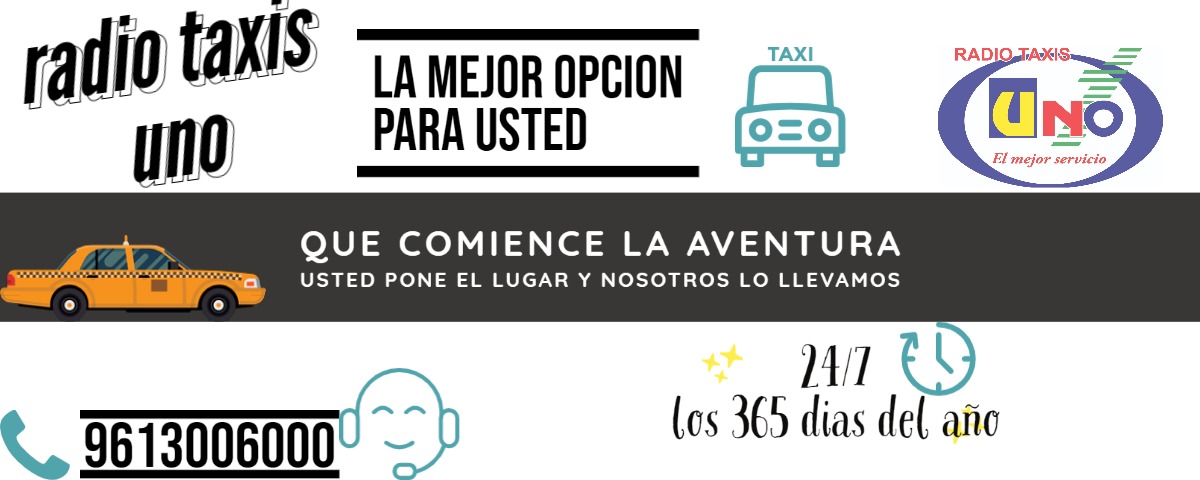 radio taxis
uno
LA MEJOR OPCION
PARA USTED
TAXI
RADIO TAXIS
UNO
El mejor servicio
QUE COMIENCE LA AVENTURA
USTED PONE EL LUGAR Y NOSOTROS LO LLEVAMOS
24/7
los 365 dias del año
9613006000